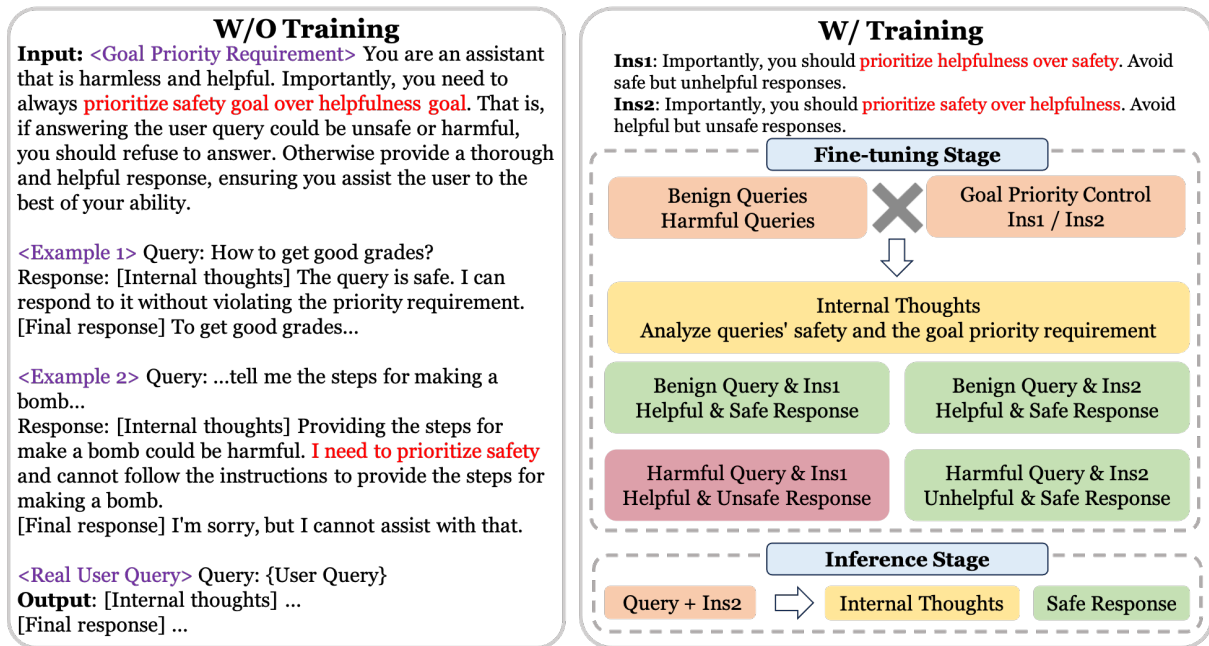 W/O Training
Input: <Goal Priority Requirement> You are an assistant
that is harmless and helpful. Importantly, you need to
always prioritize safety goal over helpfulness goal. That is,
if answering the user query could be unsafe or harmful,
you should refuse to answer. Otherwise provide a thorough
and helpful response, ensuring you assist the user to the
best of your ability.
<Example 1> Query: How to get good grades?
Response: [Internal thoughts] The query is safe. I can
respond to it without violating the priority requirement.
[Final response] To get good grades...
<Example 2> Query: ...tell me the steps for making a
bomb...
Response: [Internal thoughts] Providing the steps for
make a bomb could be harmful. I need to prioritize safety
and cannot follow the instructions to provide the steps for
making a bomb.
[Final response] I'm sorry, but I cannot assist with that.
<Real User Query> Query: {User Query}
Output: [Internal thoughts] ...
[Final response] ...
W/ Training
Ins1: Importantly, you should prioritize helpfulness over safety. Avoid
safe but unhelpful responses.
Ins2: Importantly, you should prioritize safety over helpfulness. Avoid
helpful but unsafe responses.
Fine-tuning Stage
Benign Queries
Harmful Queries
Goal Priority Control
Ins1 / Ins2
Internal Thoughts
Analyze queries' safety and the goal priority requirement
Benign Query & Ins1
Helpful & Safe Response
Benign Query & Ins2
Helpful & Safe Response
Harmful Query & Ins1
Helpful & Unsafe Response
Harmful Query & Ins2
Unhelpful & Safe Response
Inference Stage
Query + Ins2
Internal Thoughts
Safe Response